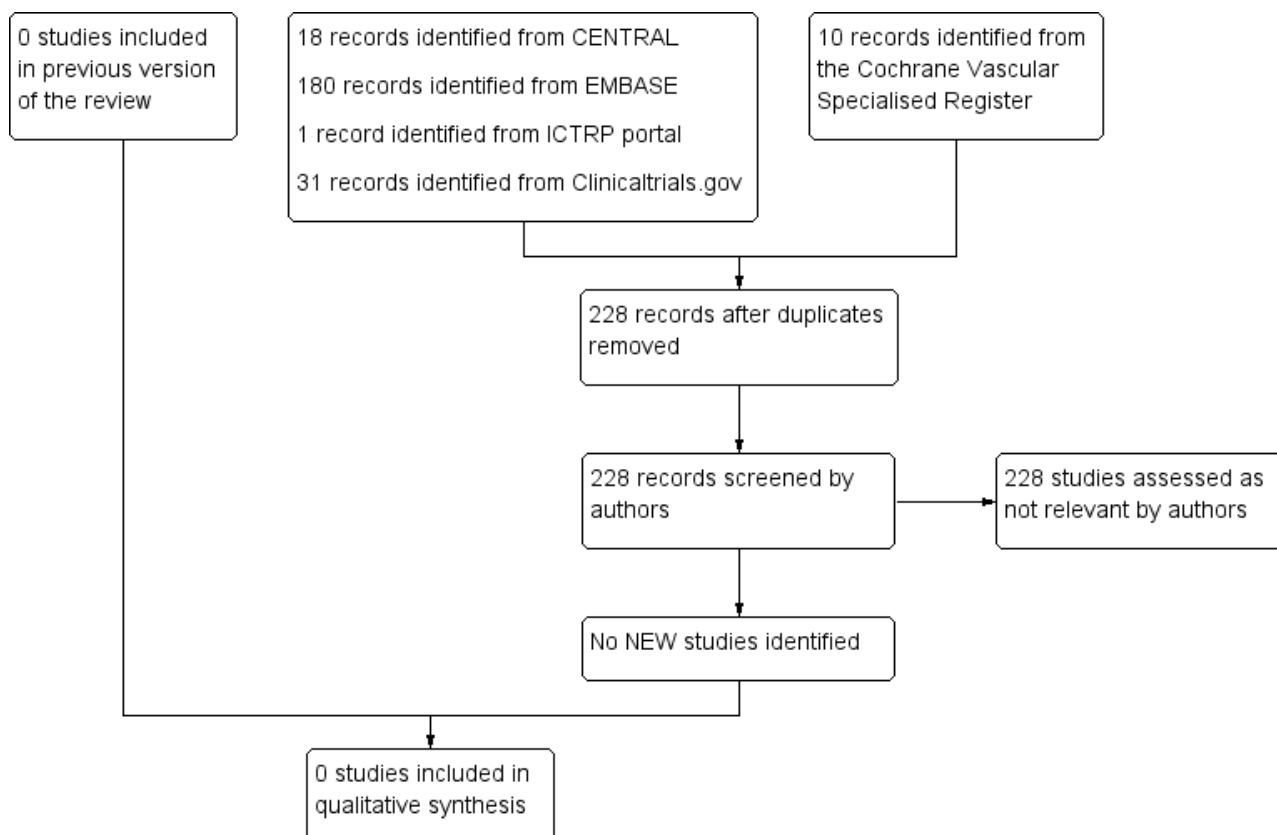 0 studies included
in previous version
of the review
18 records identified from CENTRAL
180 records identified from EMBASE
1 record identified from ICTRP portal
31 records identified from Clinicaltrials.gov
10 records identified from
the Cochrane Vascular
Specialised Register
228 records after duplicates
removed
228 records screened by
authors
228 studies assessed as
not relevant by authors
No NEW studies identified
0 studies included in
qualitative synthesis